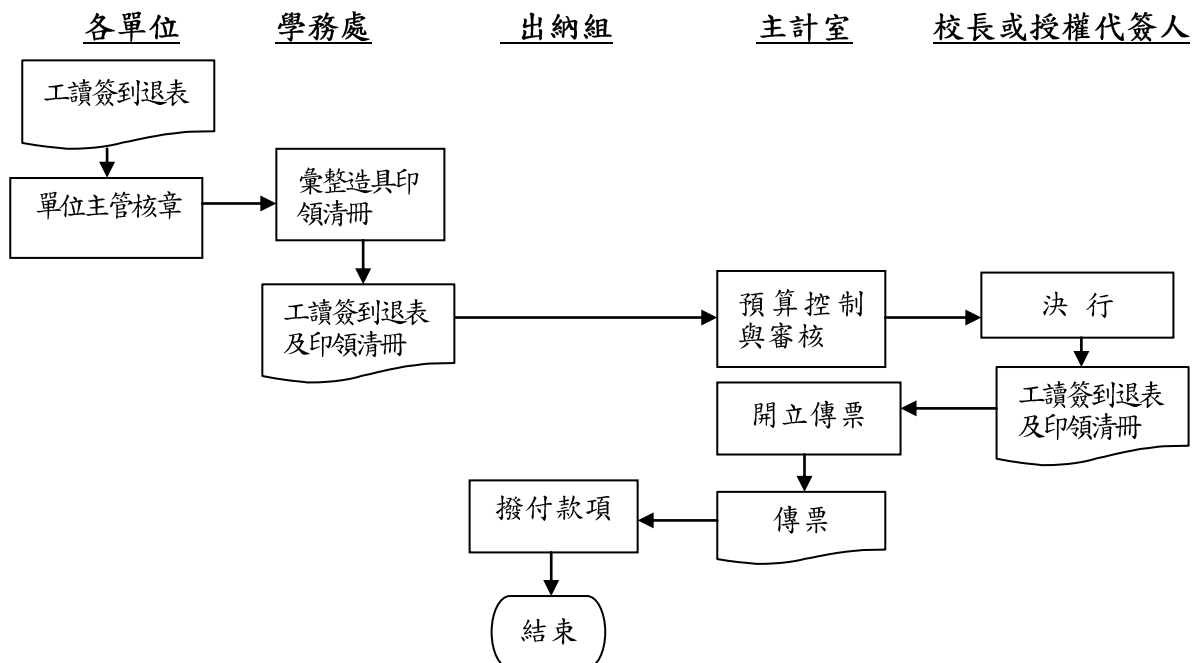 各單位 學務處 出納組 主計室 校長或授權代簽人
工讀簽到退表
單位主管核章
彙整造具印
領清冊
工讀簽到退表
及印領清冊
預算控制
與審核
決行
工讀簽到退表
及印領清冊
開立傳票
傳票
撥付款項
結束